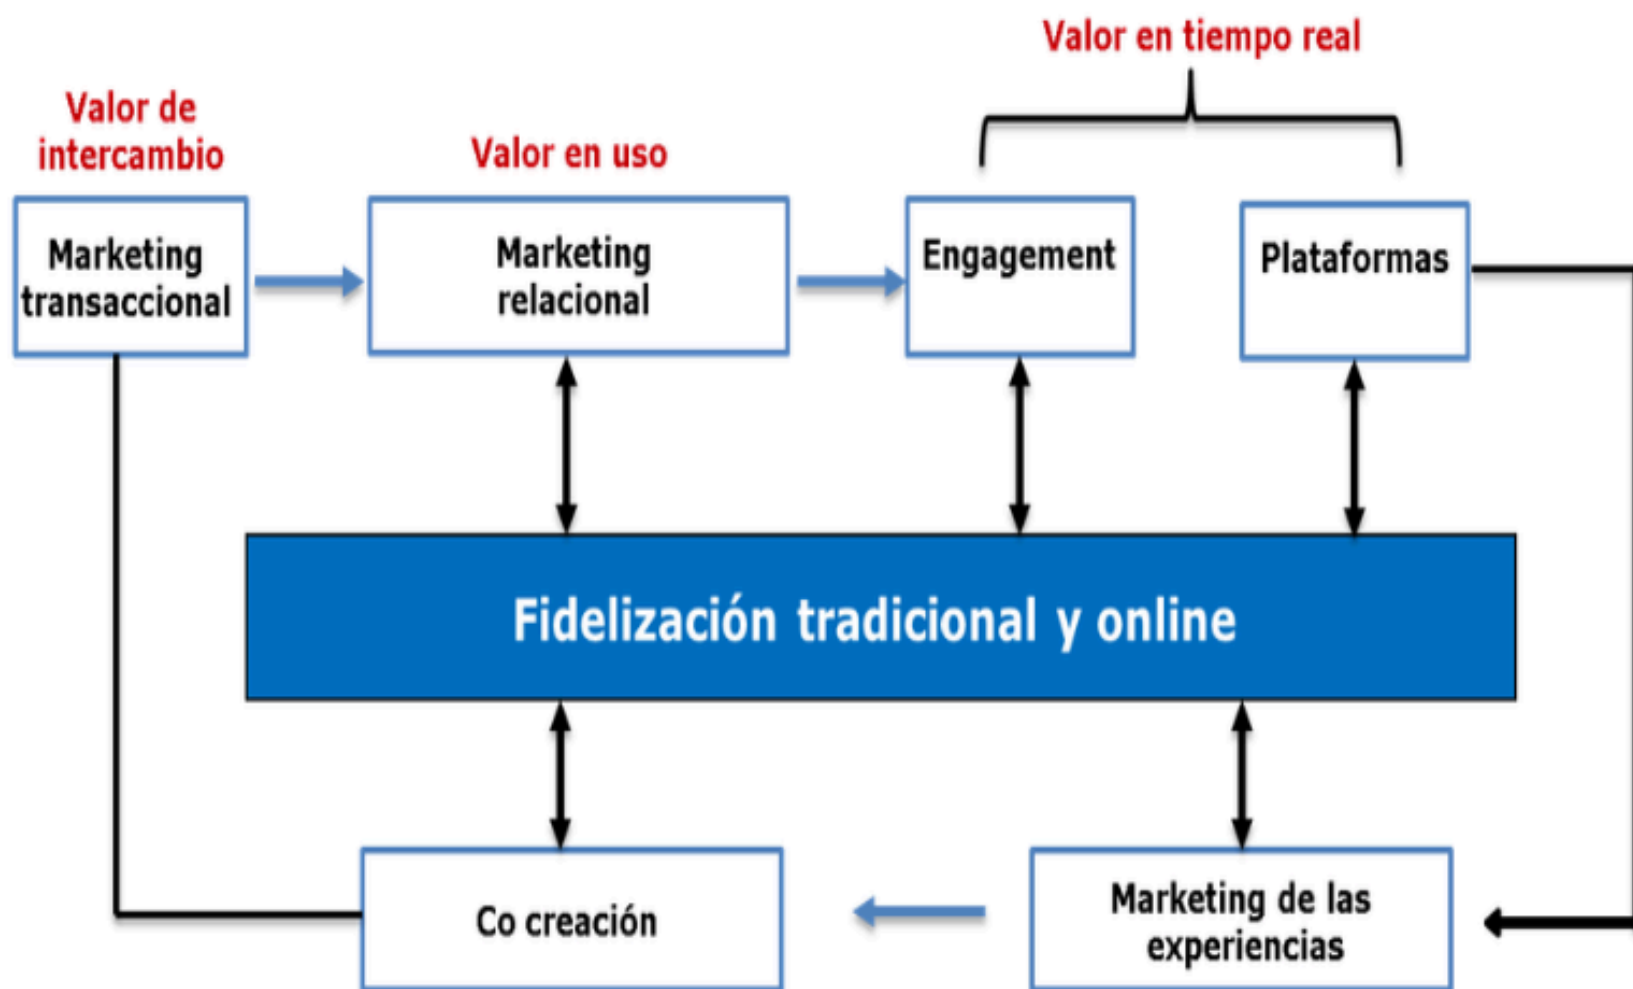 Valor en tiempo real
Valor de
intercambio
Valor en uso
Marketing
transaccional
Marketing
relacional
Engagement
Plataformas
Fidelización tradicional y online
Co creación
Marketing de las
experiencias